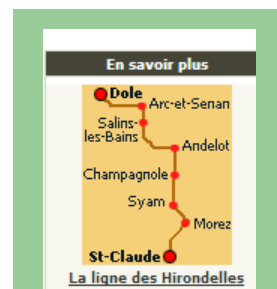 En savoir plus
Dole
Arc-et-Senan
Salins-
les-Bains
Andelot
Champagnole
Syam
Morez
St-Claude
La ligne des Hirondelles